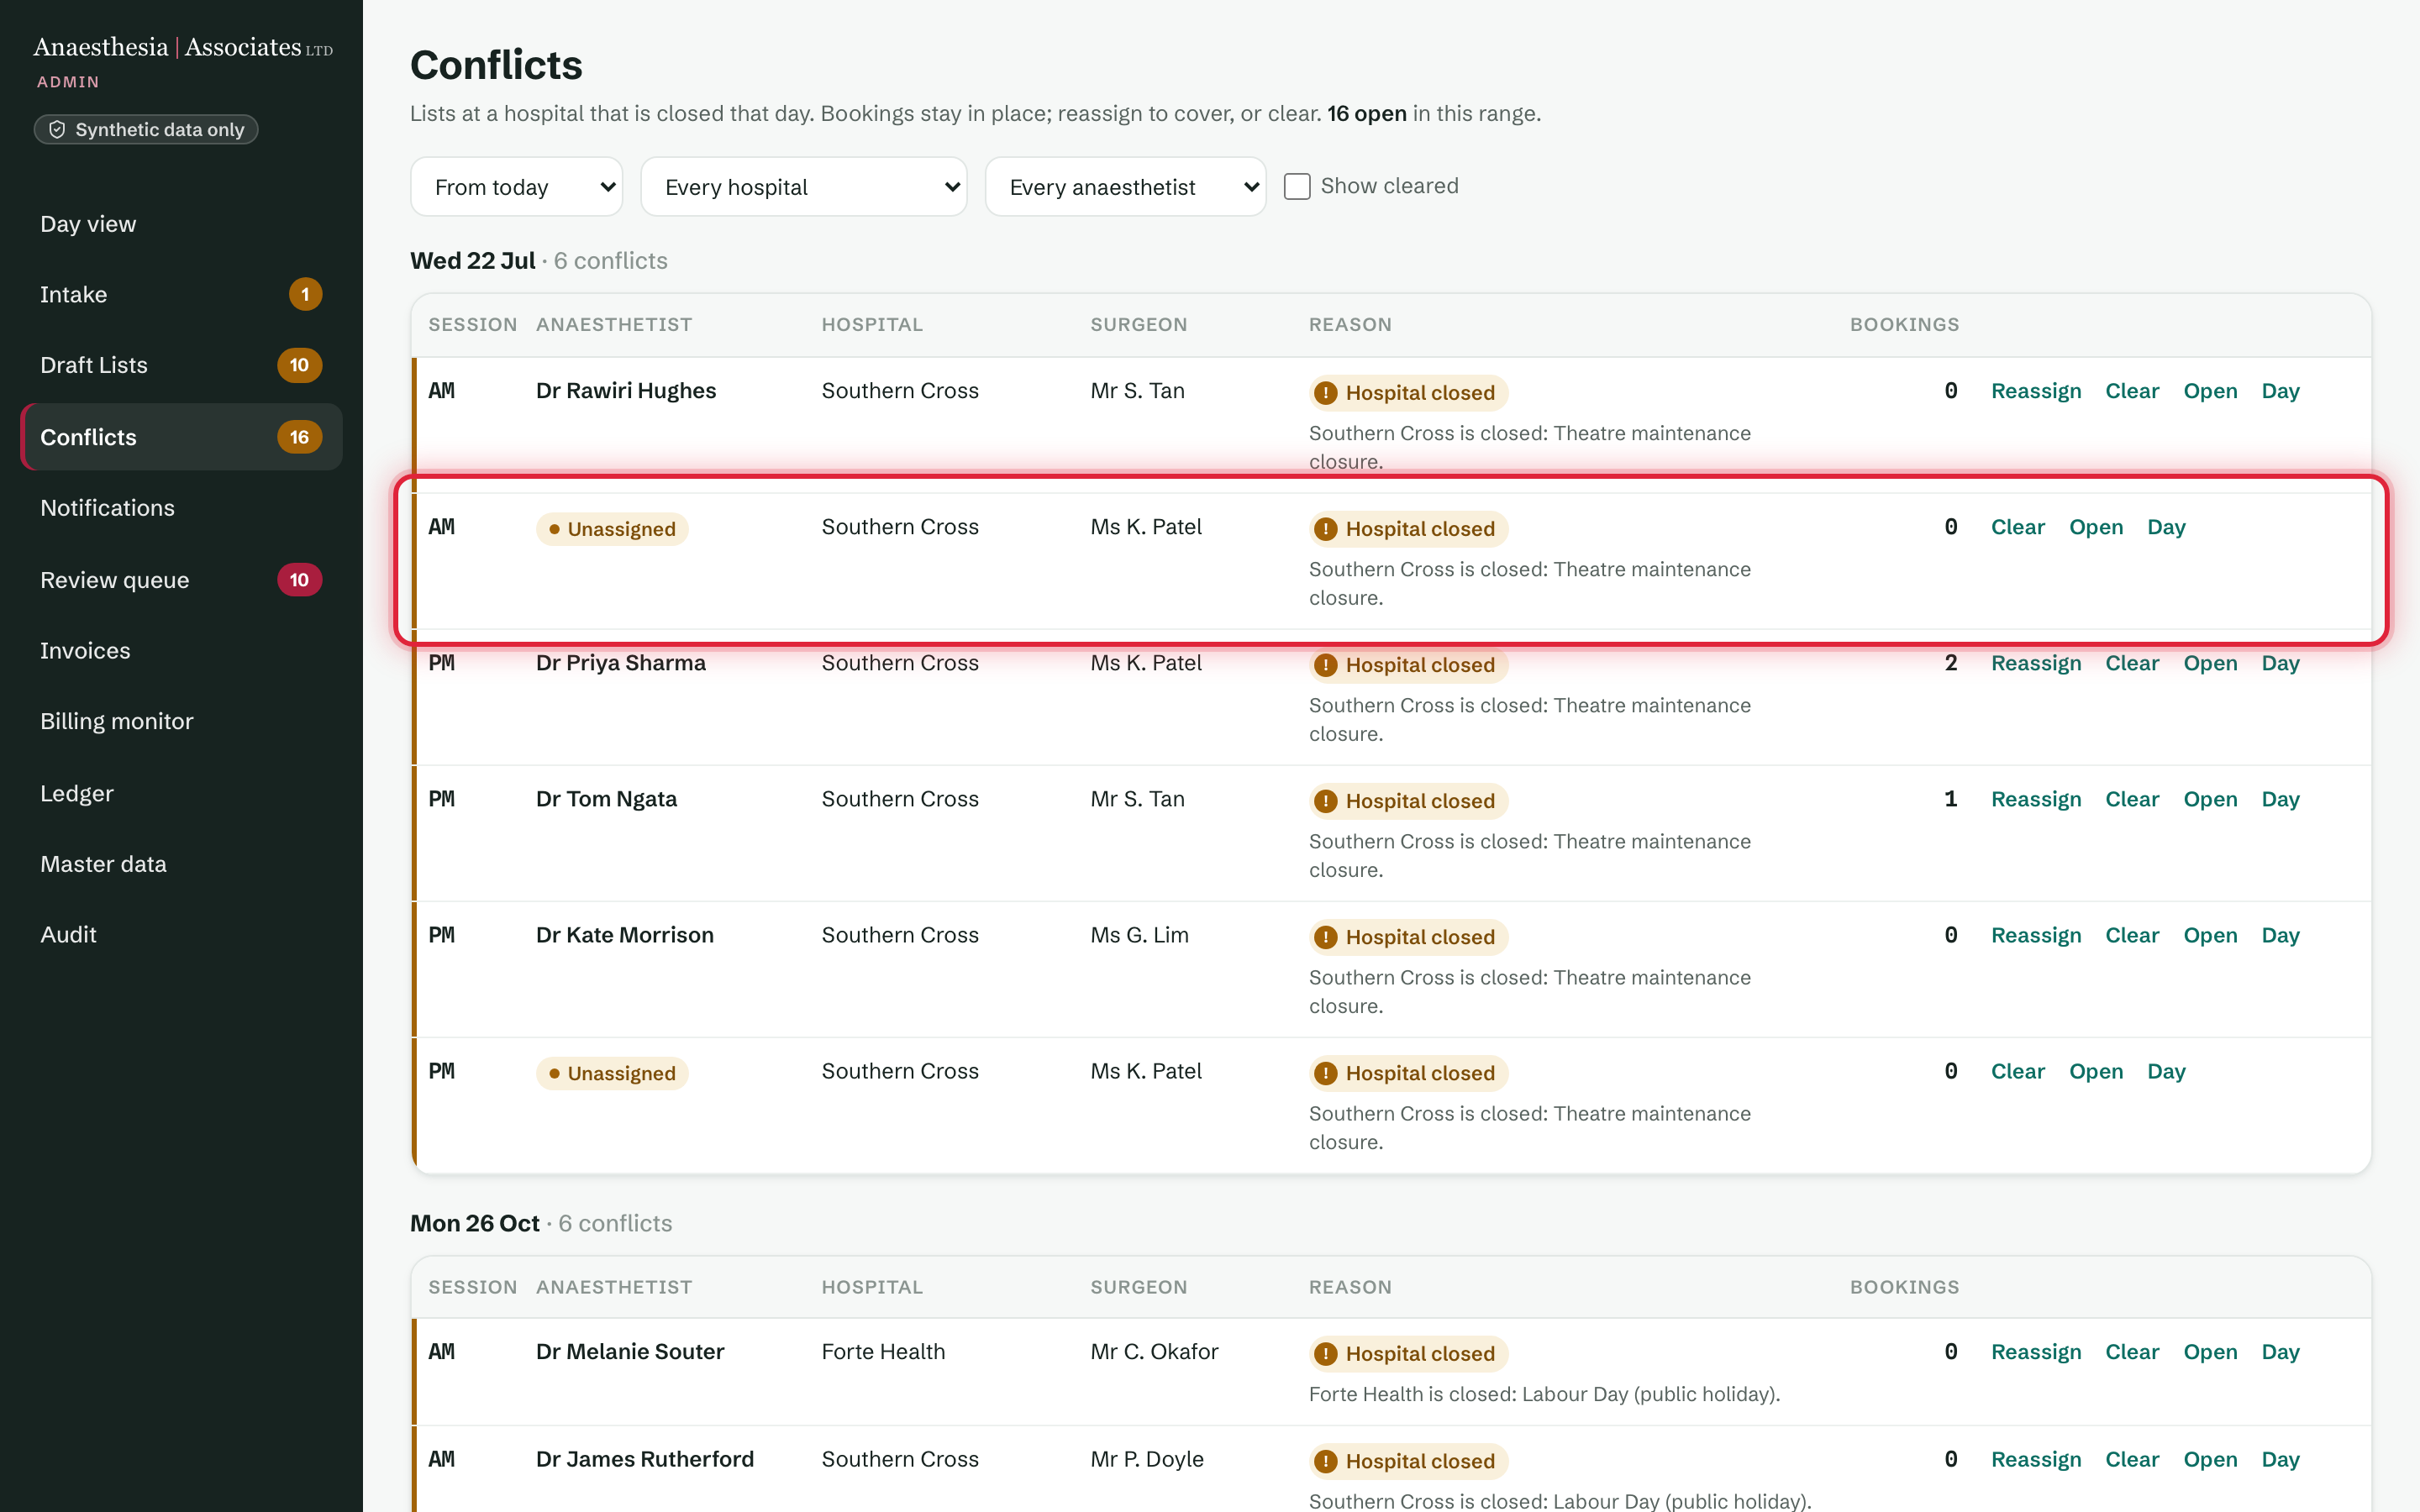 Anaesthesia | Associates LTD
ADMIN
Synthetic data only
Day view
Intake 1
Draft Lists 10
Conflicts 16
Notifications
Review queue 10
Invoices
Billing monitor
Ledger
Master data
Audit
Conflicts
Lists at a hospital that is closed that day. Bookings stay in place; reassign to cover, or clear. 16 open in this range.
From today Every hospital Every anaesthetist Show cleared
Wed 22 Jul · 6 conflicts
SESSION ANAESTHETIST HOSPITAL SURGEON REASON BOOKINGS
AM Dr Rawiri Hughes Southern Cross Mr S. Tan Hospital closed 0 Reassign Clear Open Day
Southern Cross is closed: Theatre maintenance
closure.
AM Unassigned Southern Cross Ms K. Patel Hospital closed 0 Clear Open Day
Southern Cross is closed: Theatre maintenance
closure.
PM Dr Priya Sharma Southern Cross Ms K. Patel Hospital closed 2 Reassign Clear Open Day
Southern Cross is closed: Theatre maintenance
closure.
PM Dr Tom Ngata Southern Cross Mr S. Tan Hospital closed 1 Reassign Clear Open Day
Southern Cross is closed: Theatre maintenance
closure.
PM Dr Kate Morrison Southern Cross Ms G. Lim Hospital closed 0 Reassign Clear Open Day
Southern Cross is closed: Theatre maintenance
closure.
PM Unassigned Southern Cross Ms K. Patel Hospital closed 0 Clear Open Day
Southern Cross is closed: Theatre maintenance
closure.
Mon 26 Oct · 6 conflicts
SESSION ANAESTHETIST HOSPITAL SURGEON REASON BOOKINGS
AM Dr Melanie Souter Forte Health Mr C. Okafor Hospital closed 0 Reassign Clear Open Day
Forte Health is closed: Labour Day (public holiday).
AM Dr James Rutherford Southern Cross Mr P. Doyle Hospital closed 0 Reassign Clear Open Day
Southern Cross is closed: Labour Day (public holiday).